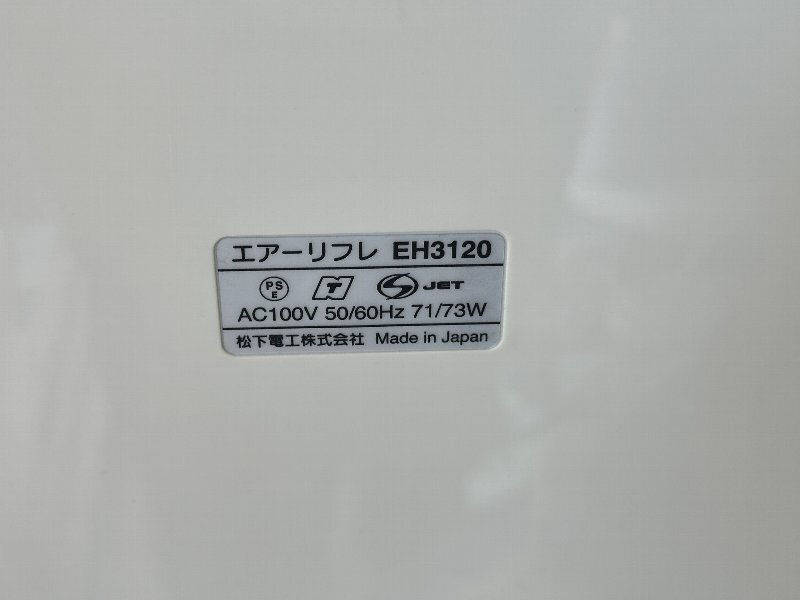 エアーリフレ EH3120
PS
E
N
T
JET
AC100V 50/60Hz 71/73W
松下電工株式会社 Made in Japan